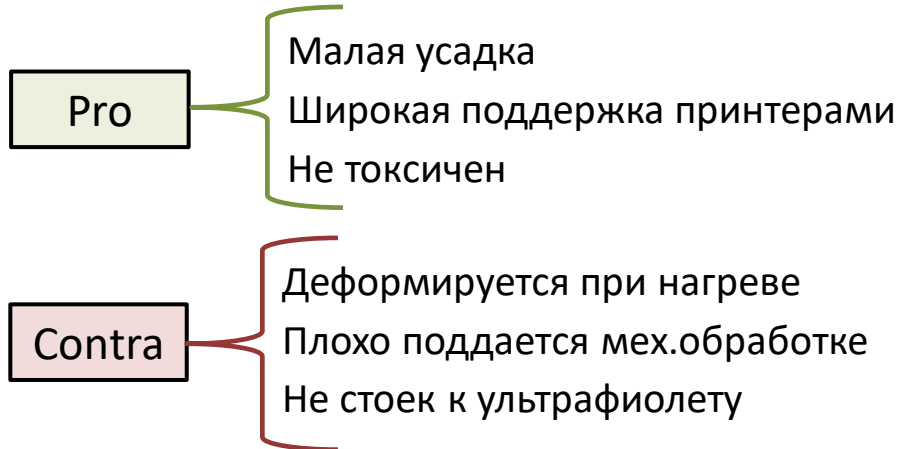 Pro
Малая усадка
Широкая поддержка принтерами
Не токсичен
Contra
Деформируется при нагреве
Плохо поддается мех.обработке
Не стоек к ультрафиолету